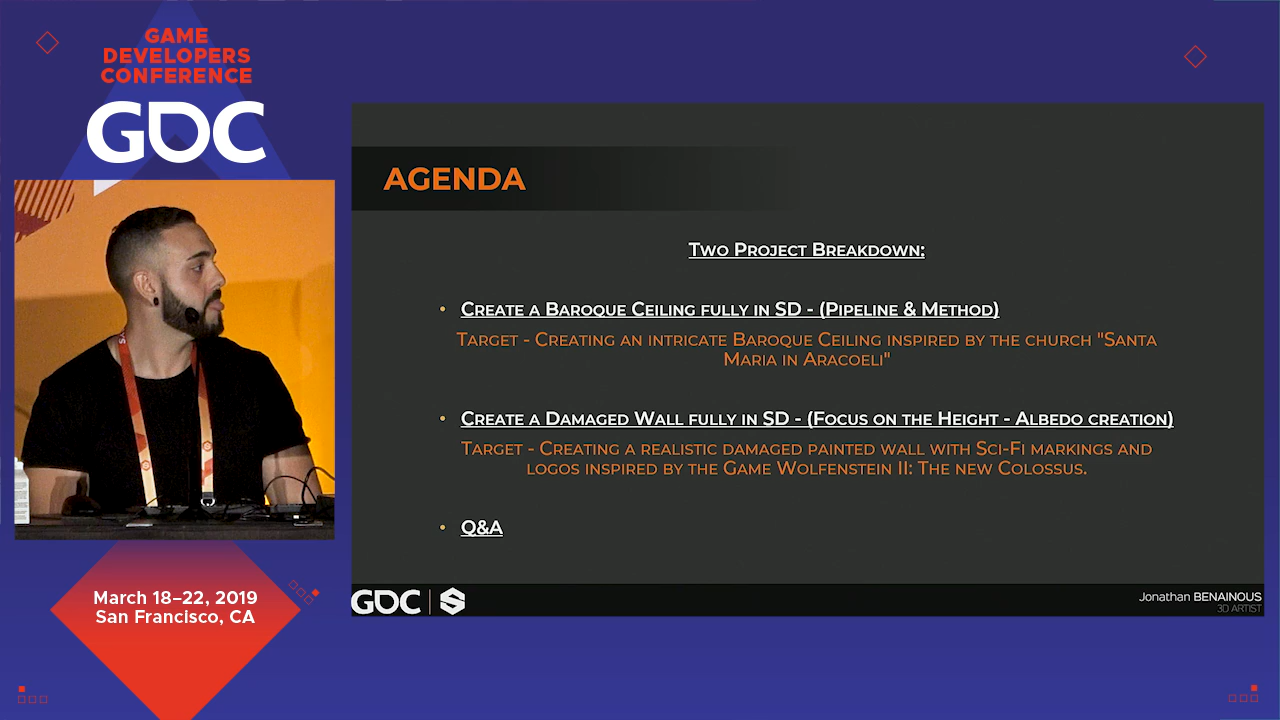 GAME
DEVELOPERS
CONFERENCE
GDC
AGENDA
Two Project Breakdown:
• Create a Baroque Ceiling fully in SD - (Pipeline & Method)
Target - Creating an intricate Baroque Ceiling inspired by the church "Santa
Maria in Aracoeli"
• Create a Damaged Wall fully in SD - (Focus on the Height - Albedo creation)
Target - Creating a realistic damaged painted wall with Sci-Fi markings and
logos inspired by the Game Wolfenstein II: The new Colossus.
• Q&A
GDC
Jonathan BENAINOUS
3D ARTIST
March 18–22, 2019
San Francisco, CA